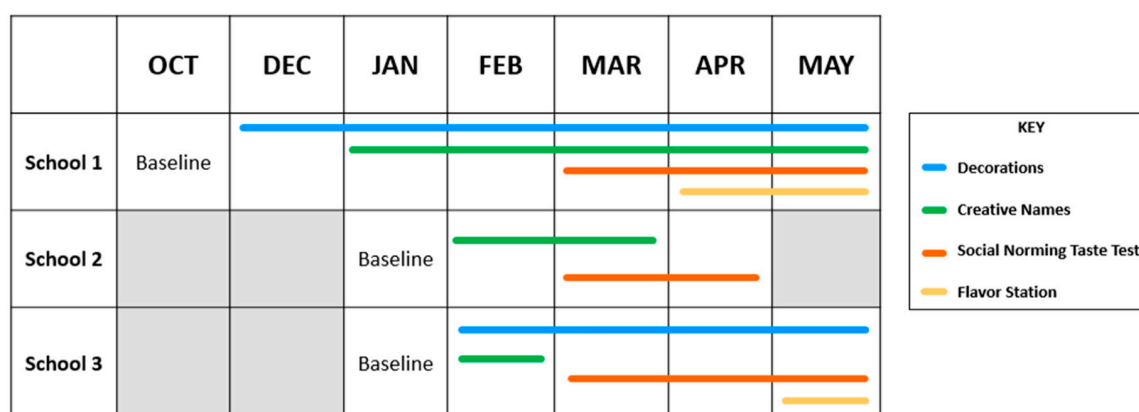 OCT DEC JAN FEB MAR APR MAY
School 1 Baseline
School 2 Baseline
School 3 Baseline
KEY
Decorations
Creative Names
Social Norming Taste Test
Flavor Station